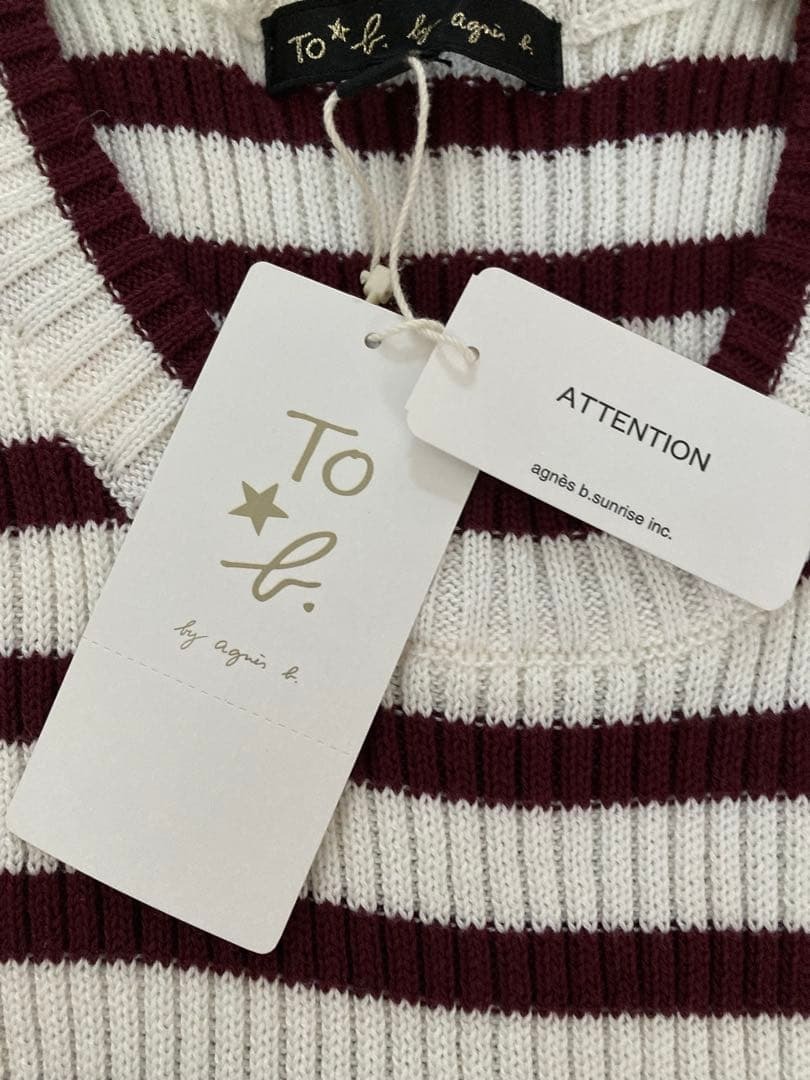 To★b. by agnès b.
To
★
b.
by agnès b.
ATTENTION
agnès b.sunrise inc.